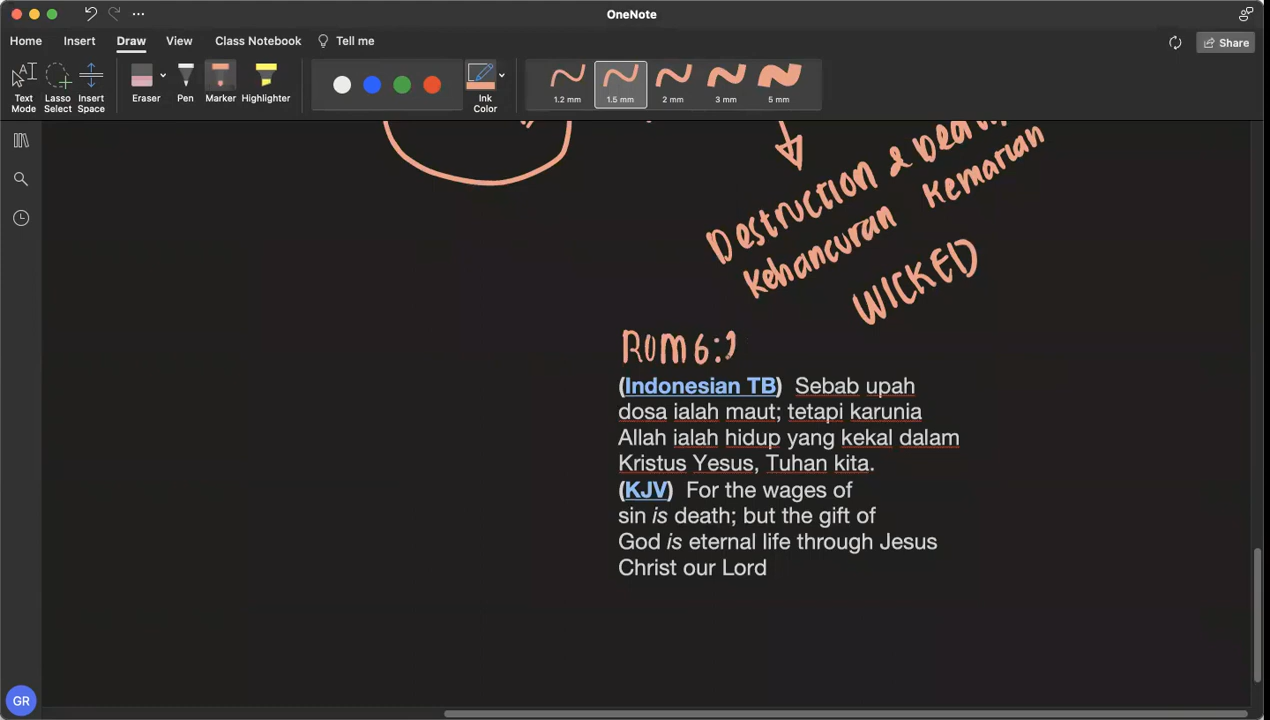 OneNote
Home Insert Draw View Class Notebook Tell me
Share
Text Mode
Lasso Select
Insert Space
Eraser
Pen
Marker
Highlighter
Ink Color
1.2 mm
1.5 mm
2 mm
3 mm
5 mm
Destruction &
Kehancuran Kemarian
WICKED
ROM 6:
(Indonesian TB) Sebab upah
dosa ialah maut; tetapi karunia
Allah ialah hidup yang kekal dalam
Kristus Yesus, Tuhan kita.
(KJV) For the wages of
sin is death; but the gift of
God is eternal life through Jesus
Christ our Lord
GR